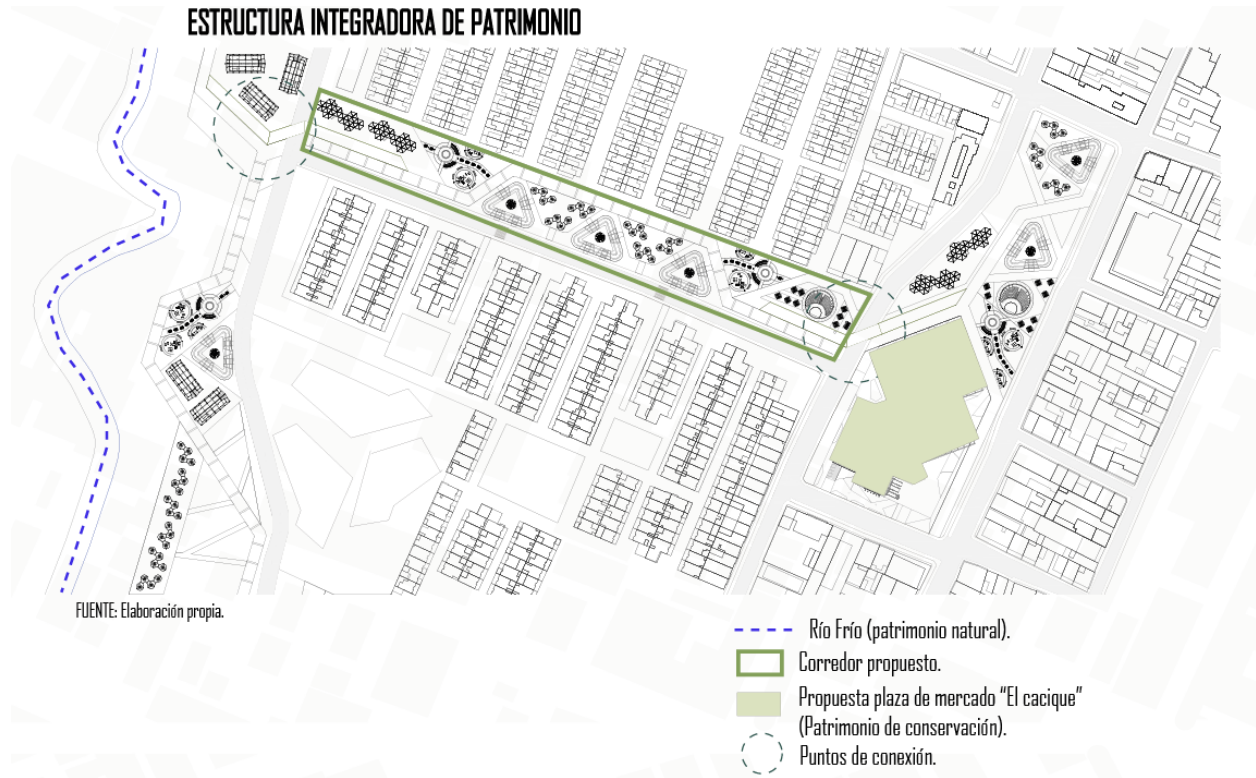 ESTRUCTURA INTEGRADORA DE PATRIMONIO
FUENTE: Elaboración propia.
Río Frío (patrimonio natural).
Corredor propuesto.
Propuesta plaza de mercado "El cacique"
(Patrimonio de conservación).
Puntos de conexión.